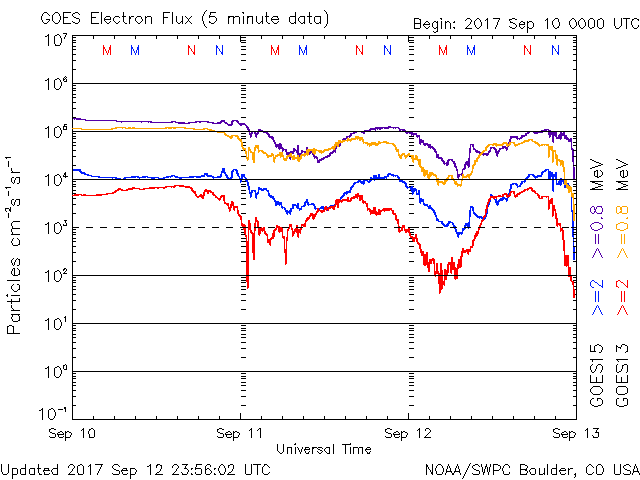 GOES Electron Flux (5 minute data)
Begin: 2017 Sep 10 0000 UTC
M M N N M M N N M M N N
10⁷
10⁶
10⁵
10⁴
10³
10²
10¹
10⁰
10⁻¹
Particles cm⁻²s⁻¹sr⁻¹
Sep 10 Sep 11 Sep 12 Sep 13
Universal Time
GOES15 >=2 >=0.8 MeV
GOES13 >=2 >=0.8 MeV
Updated 2017 Sep 12 23:56:02 UTC
NOAA/SWPC Boulder, CO USA